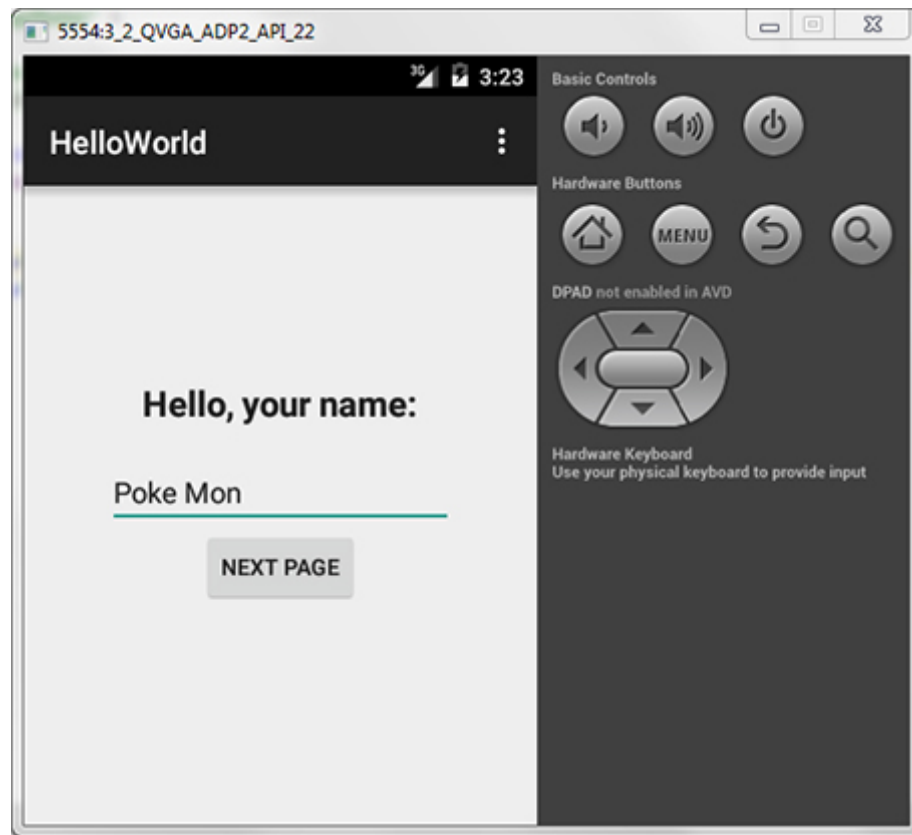 5554:3_2_QVGA_ADP2_API_22
3G 3:23
HelloWorld
Hello, your name:
Poke Mon
NEXT PAGE
Basic Controls
Hardware Buttons
MENU
DPAD not enabled in AVD
Hardware Keyboard
Use your physical keyboard to provide input